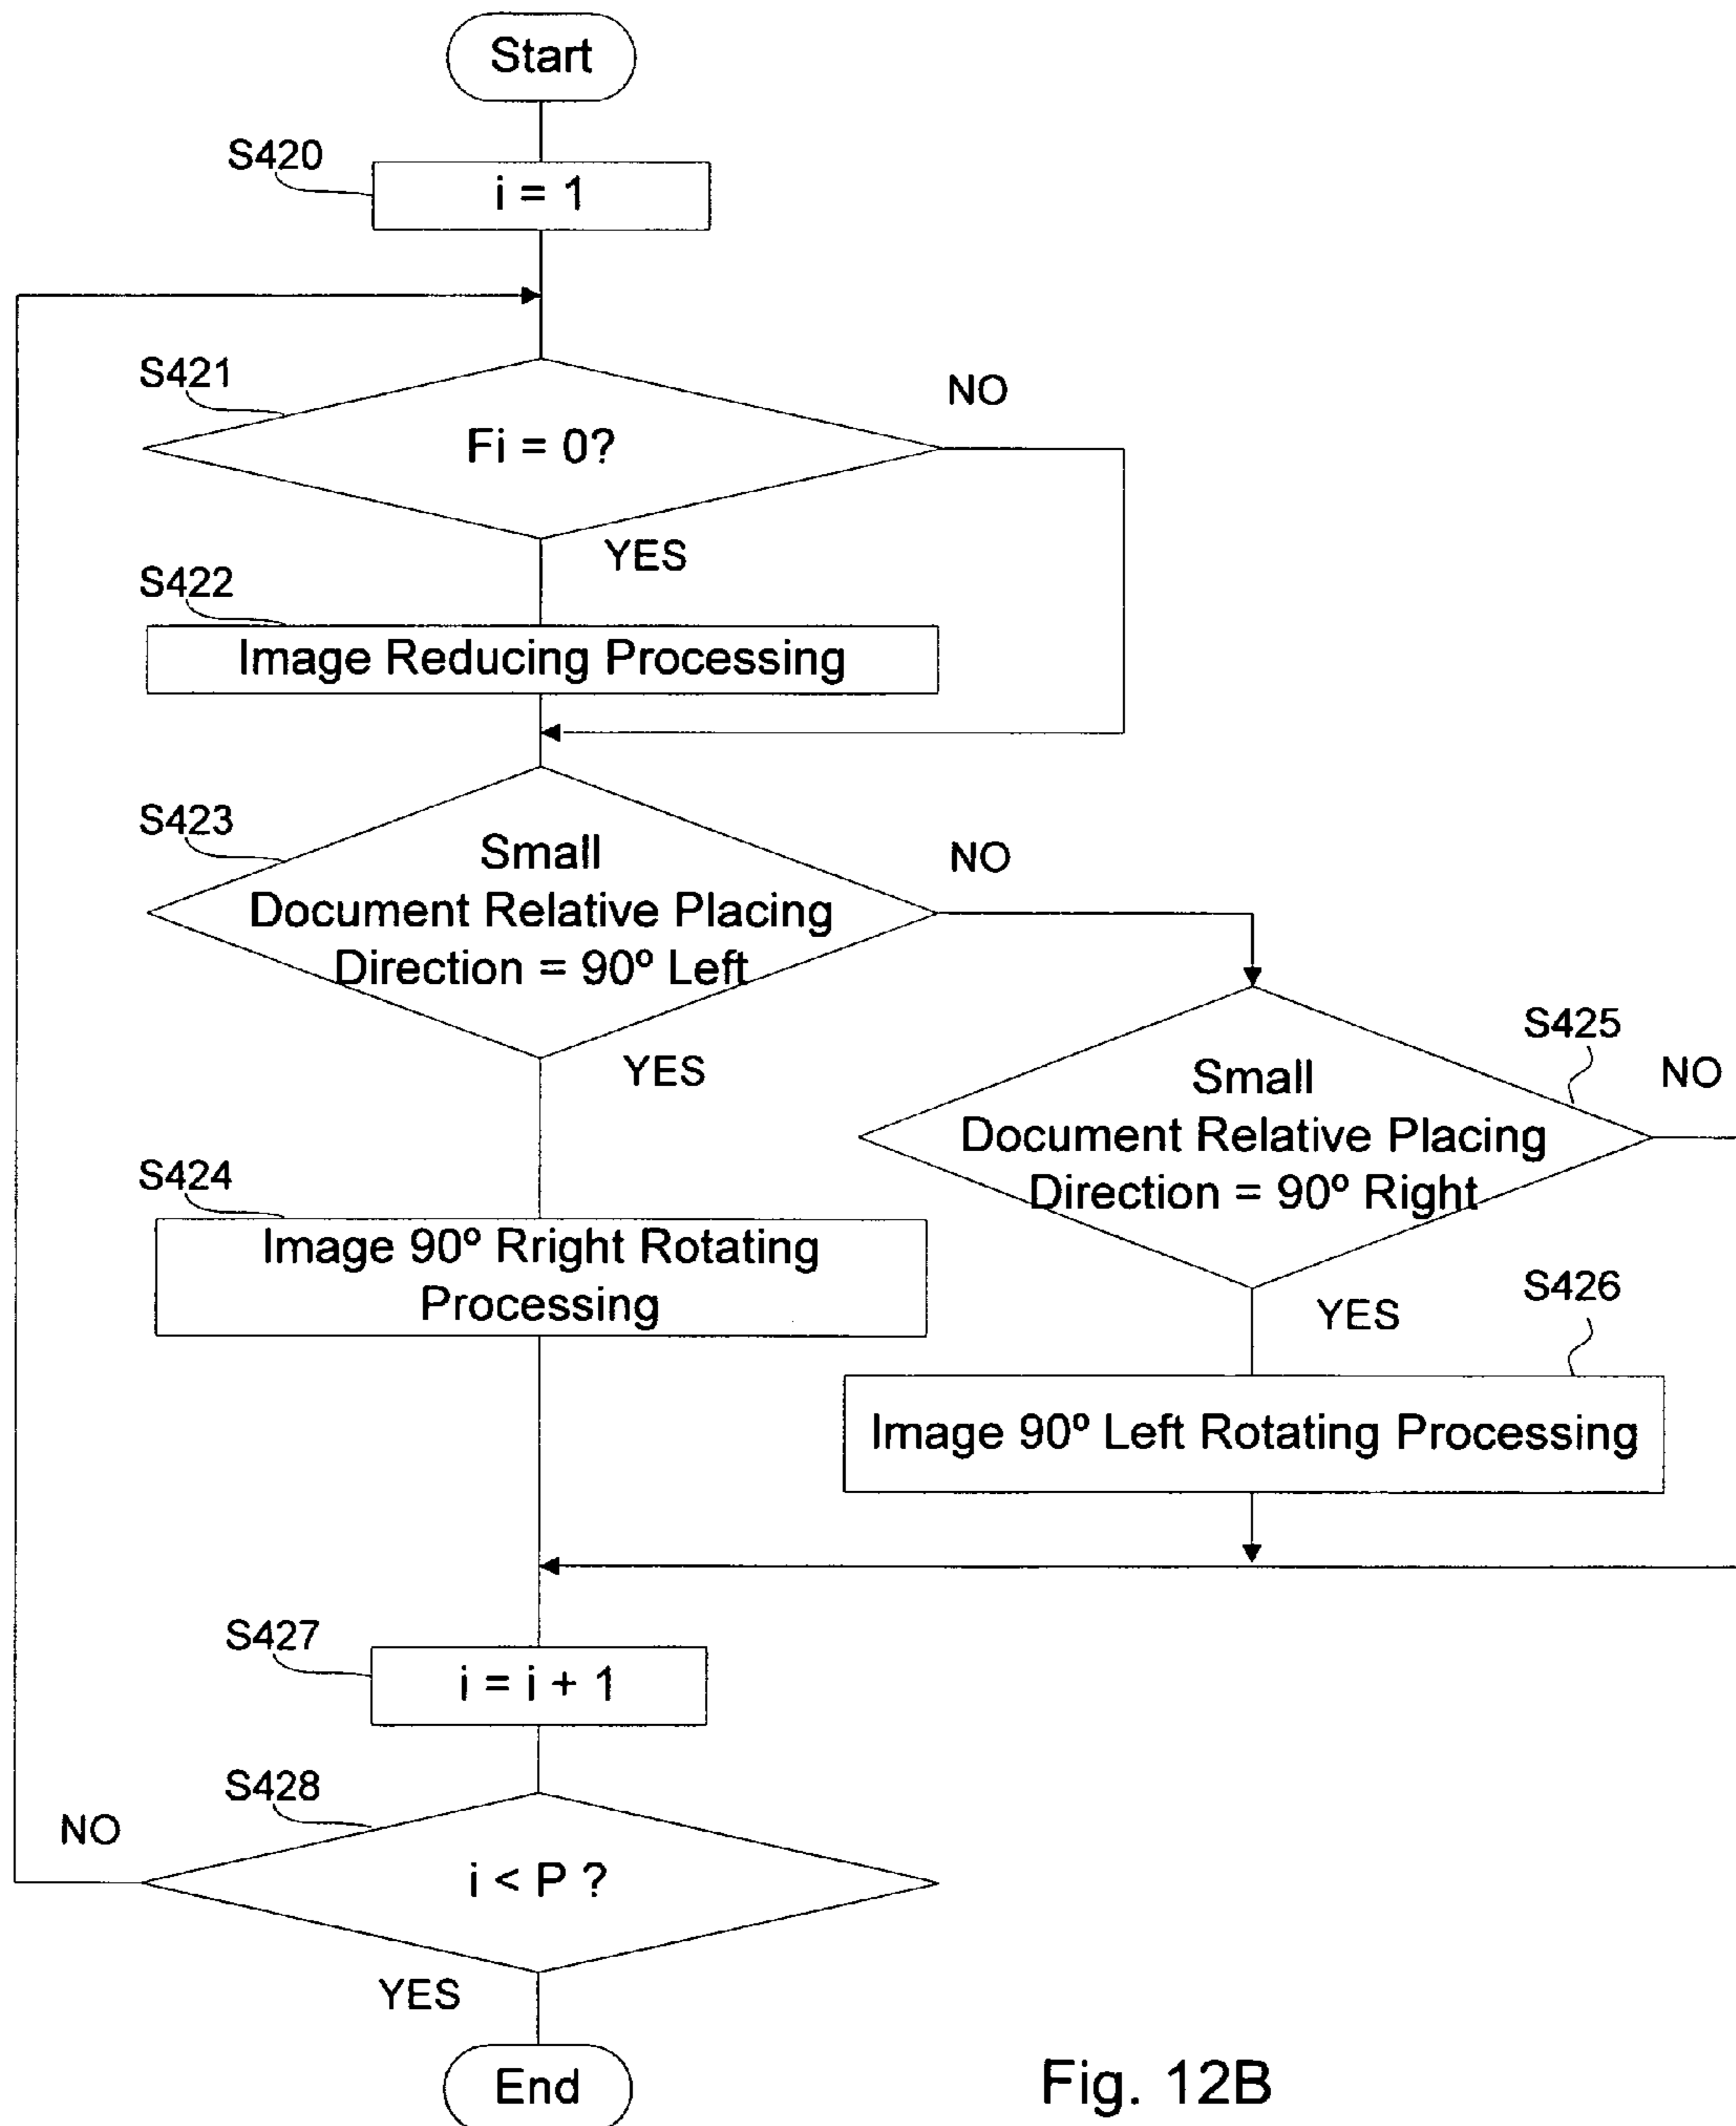 Start
S420
i = 1
S421
NO
Fi = 0?
YES
S422
Image Reducing Processing
S423
Small
Document Relative Placing
Direction = 90º Left
NO
YES
S425
Small
Document Relative Placing
Direction = 90º Right
NO
S424
Image 90º Rright Rotating
Processing
YES
S426
Image 90º Left Rotating Processing
S427
i = i + 1
S428
NO
i < P ?
YES
End
Fig. 12B